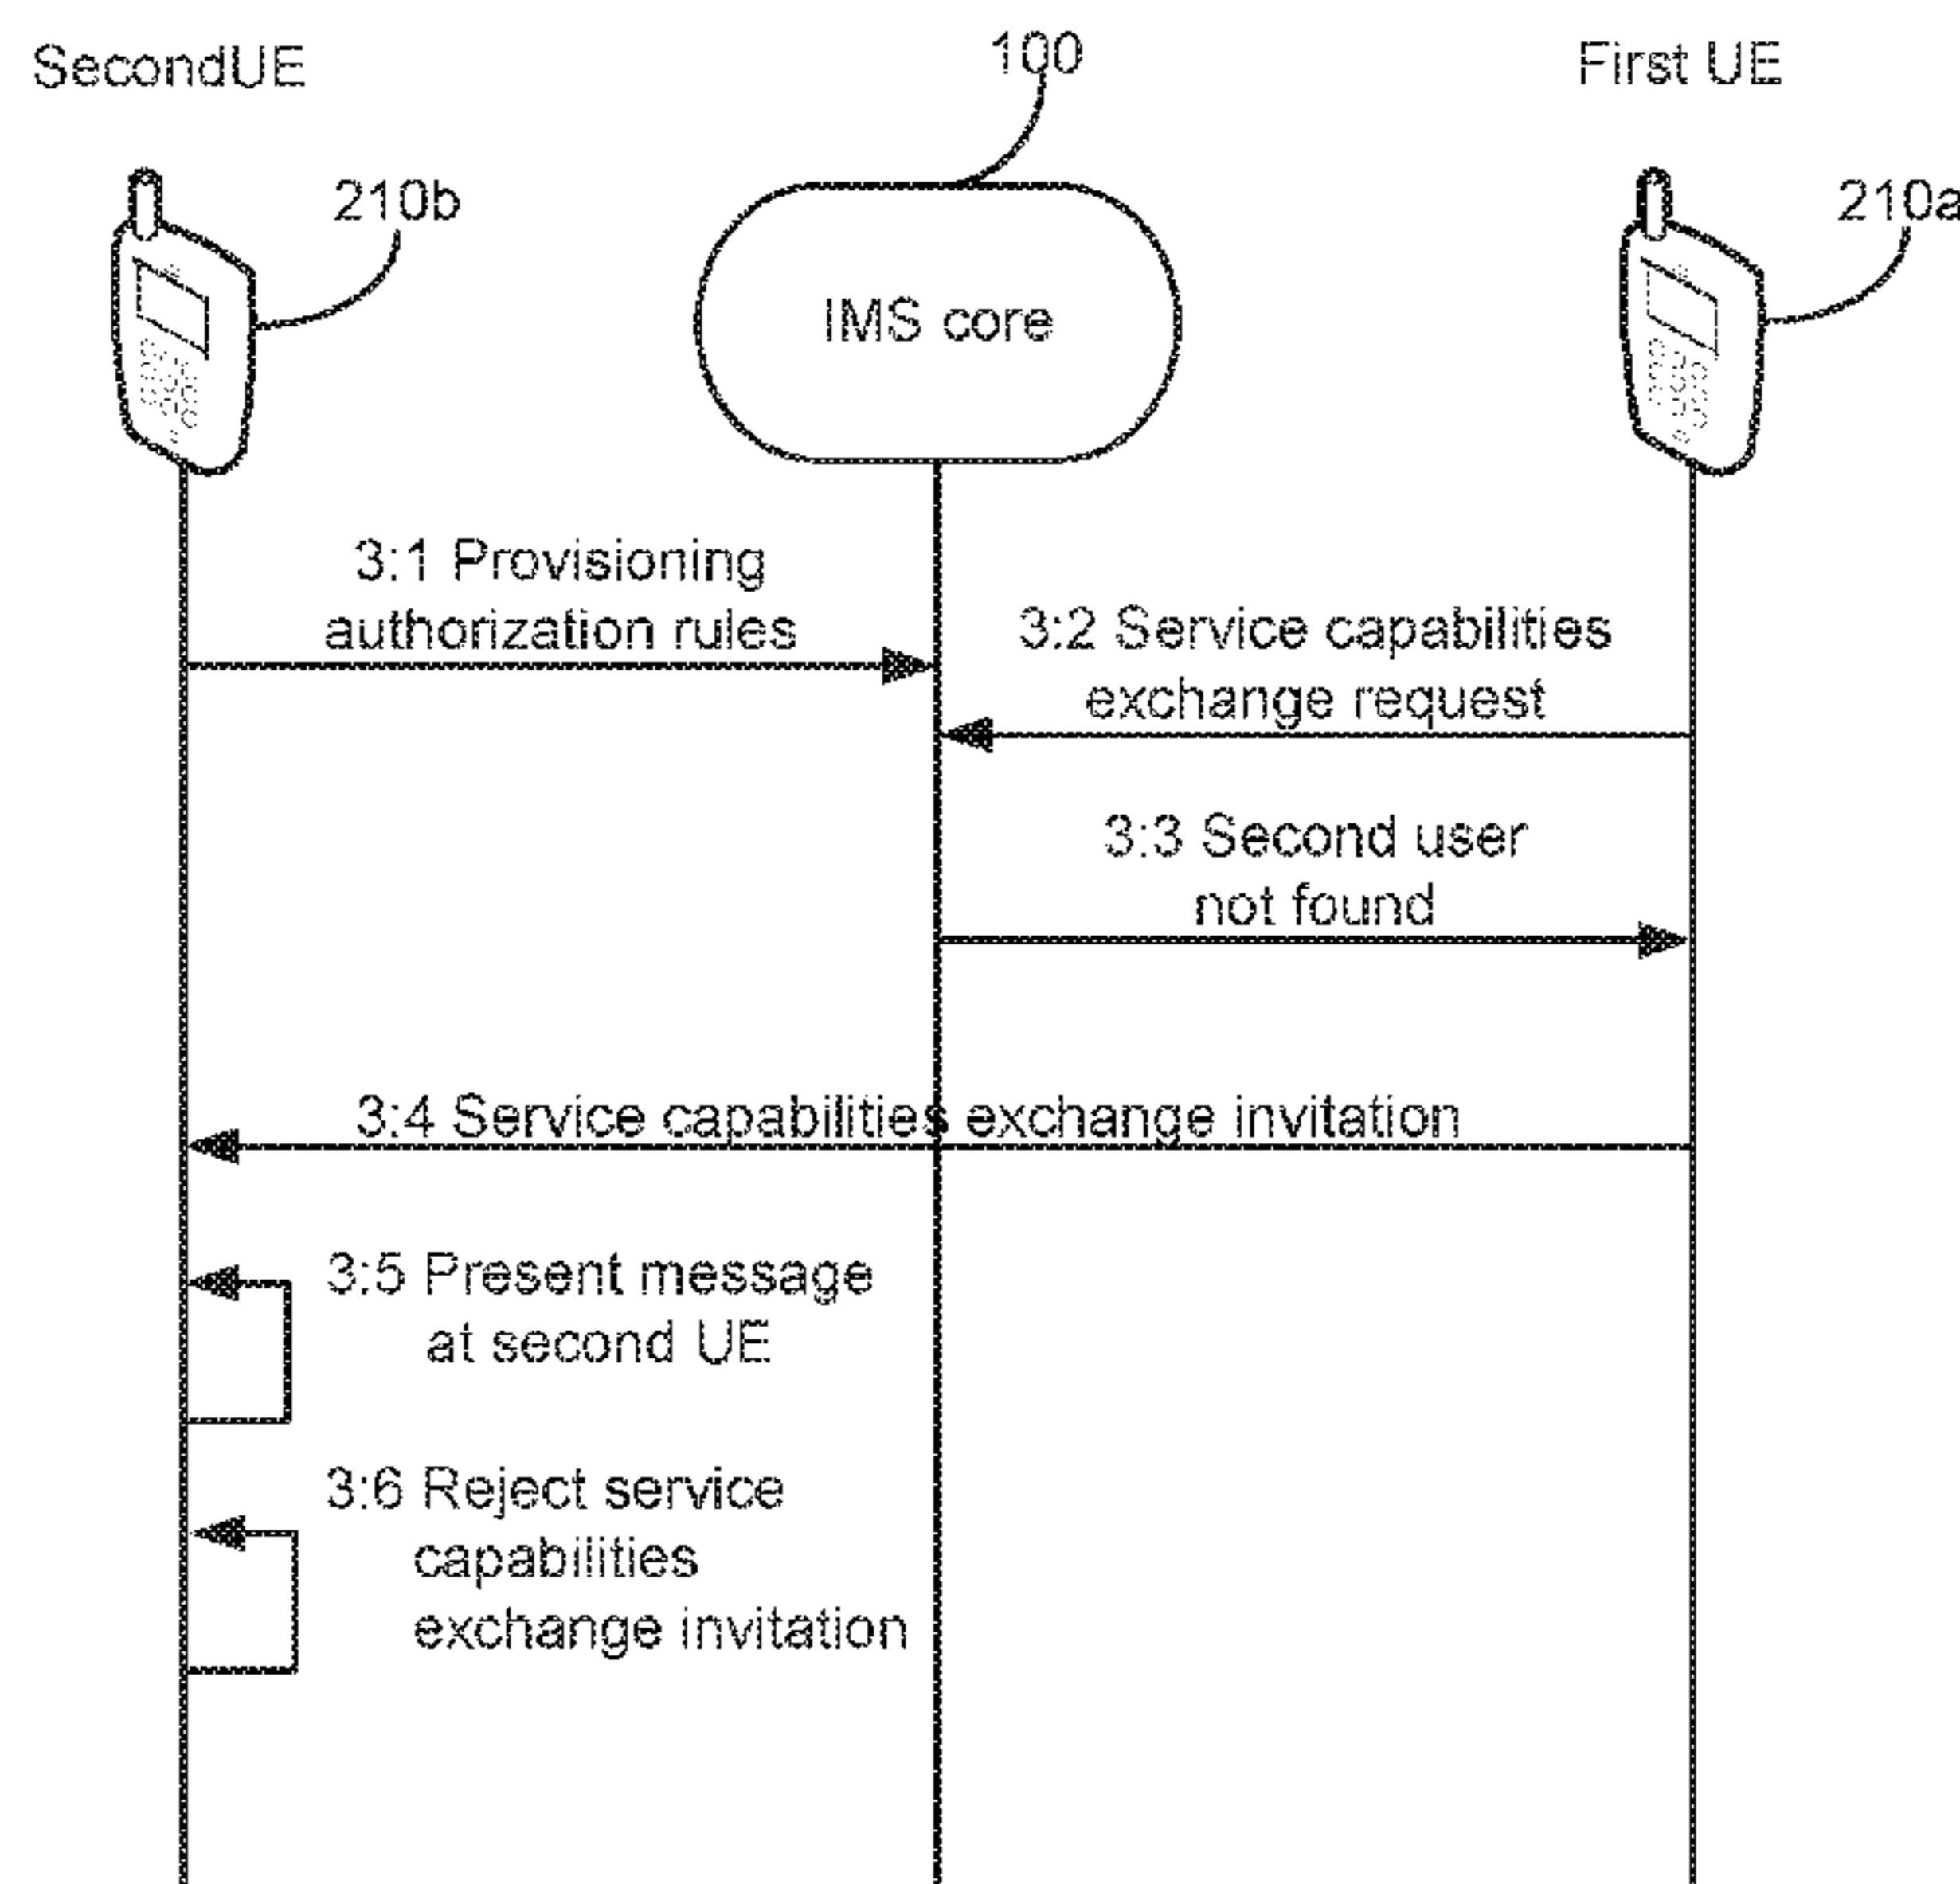 SecondUE
100
First UE
210b
210a
IMS core
3:1 Provisioning
authorization rules
3:2 Service capabilities
exchange request
3:3 Second user
not found
3:4 Service capabilities exchange invitation
3:5 Present message
at second UE
3:6 Reject service
capabilities
exchange invitation